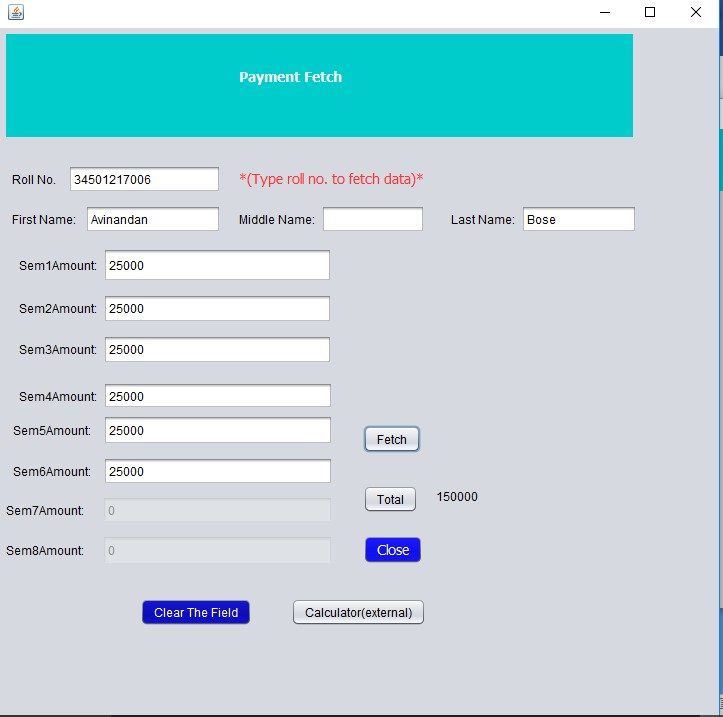 Payment Fetch
Roll No. 34501217006 *(Type roll no. to fetch data)*
First Name: Avinandan Middle Name: Last Name: Bose
Sem1Amount: 25000
Sem2Amount: 25000
Sem3Amount: 25000
Sem4Amount: 25000
Sem5Amount: 25000
Fetch
Sem6Amount: 25000
Total 150000
Sem7Amount: 0
Sem8Amount: 0
Close
Clear The Field Calculator(external)